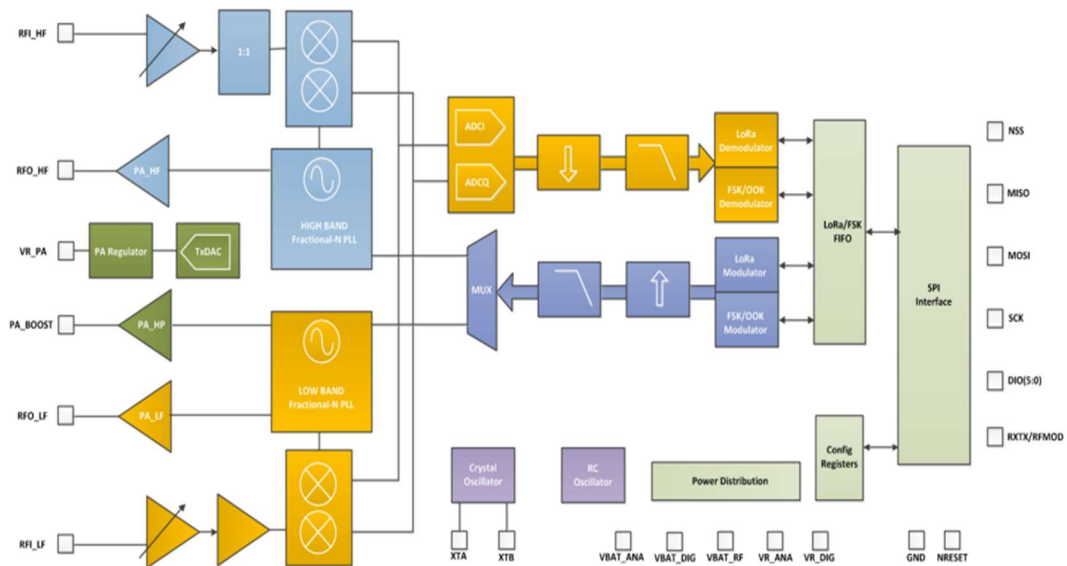 RFI_HF
1:1
RFO_HF
PA_HF
HIGH BAND
Fractional-N PLL
VR_PA
PA Regulator
TxDAC
PA_BOOST
PA_HP
LOW BAND
Fractional-N PLL
RFO_LF
PA_LF
RFI_LF
ADCI
ADCQ
LoRa
Demodulator
FSK/OOK
Demodulator
MUX
LoRa
Modulator
FSK/OOK
Modulator
LoRa/FSK
FIFO
SPI
Interface
Config
Registers
Crystal
Oscillator
XTA
XTB
RC
Oscillator
Power Distribution
VBAT_ANA
VBAT_DIG
VBAT_RF
VR_ANA
VR_DIG
GND
NRESET
NSS
MISO
MOSI
SCK
DIO(5:0)
RXTX/RFMOD